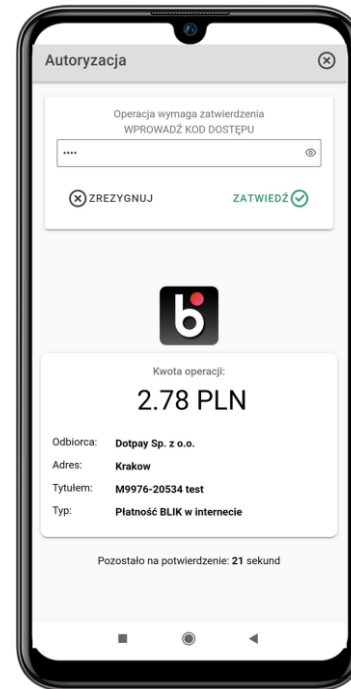 Autoryzacja
Operacja wymaga zatwierdzenia
WPROWADŹ KOD DOSTĘPU
••••
ZREZYGNUJ
ZATWIEDŹ
b
Kwota operacji:
2.78 PLN
Odbiorca: Dotpay Sp. z o.o.
Adres: Krakow
Tytułem: M9976-20534 test
Typ: Płatność BLIK w internecie
Pozostało na potwierdzenie: 21 sekund